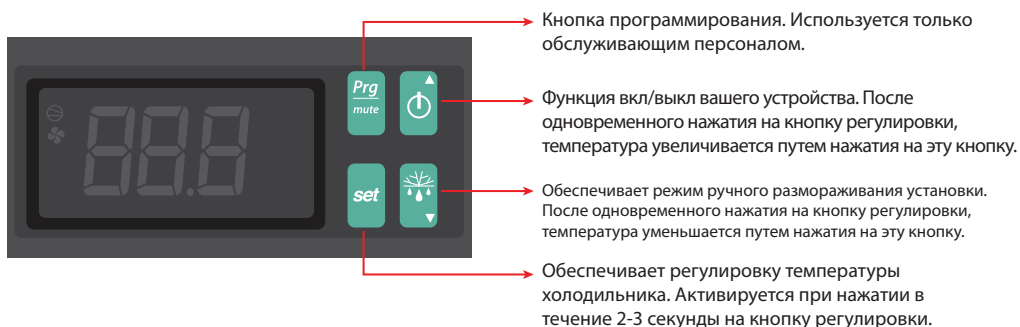 Кнопка программирования. Используется только
обслуживающим персоналом.
Prg
mute
Функция вкл/выкл вашего устройства. После
одновременного нажатия на кнопку регулировки,
температура увеличивается путем нажатия на эту кнопку.
88.8
set
Обеспечивает режим ручного размораживания установки.
После одновременного нажатия на кнопку регулировки,
температура уменьшается путем нажатия на эту кнопку.
Обеспечивает регулировку температуры
холодильника. Активируется при нажатии в
течение 2-3 секунды на кнопку регулировки.